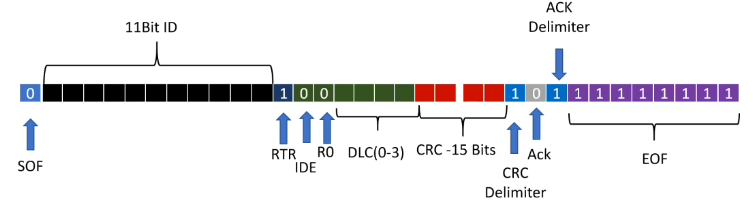 ACK
Delimiter
11Bit ID
0 1 0 0 1 0 1 1 1 1 1 1 1 1 1
SOF
RTR
IDE
R0
DLC(0-3)
CRC -15 Bits
CRC
Delimiter
Ack
EOF